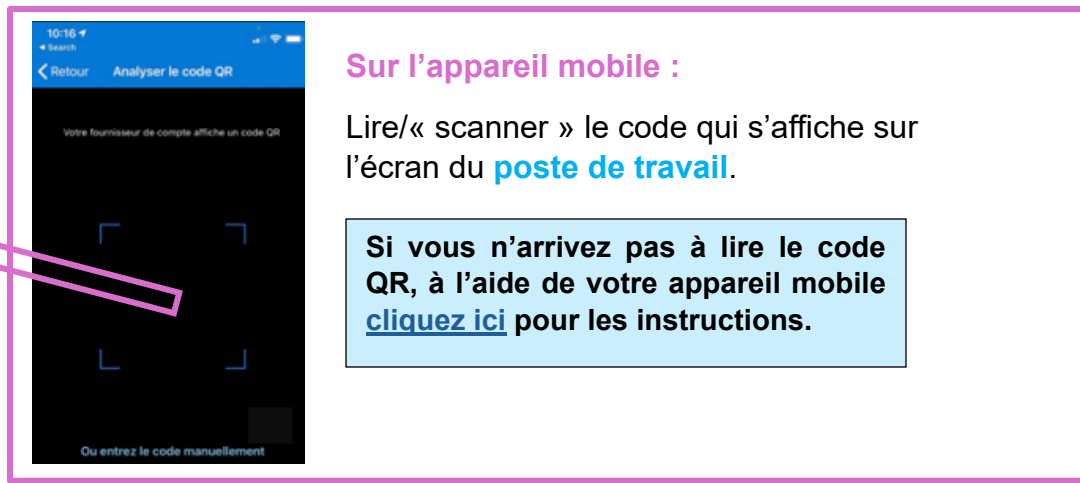 10:16
Search
Retour Analyser le code QR
Votre fournisseur de compte affiche un code QR
Ou entrez le code manuellement
Sur l’appareil mobile :
Lire/« scanner » le code qui s’affiche sur
l’écran du poste de travail.
Si vous n’arrivez pas à lire le code
QR, à l’aide de votre appareil mobile
cliquez ici pour les instructions.